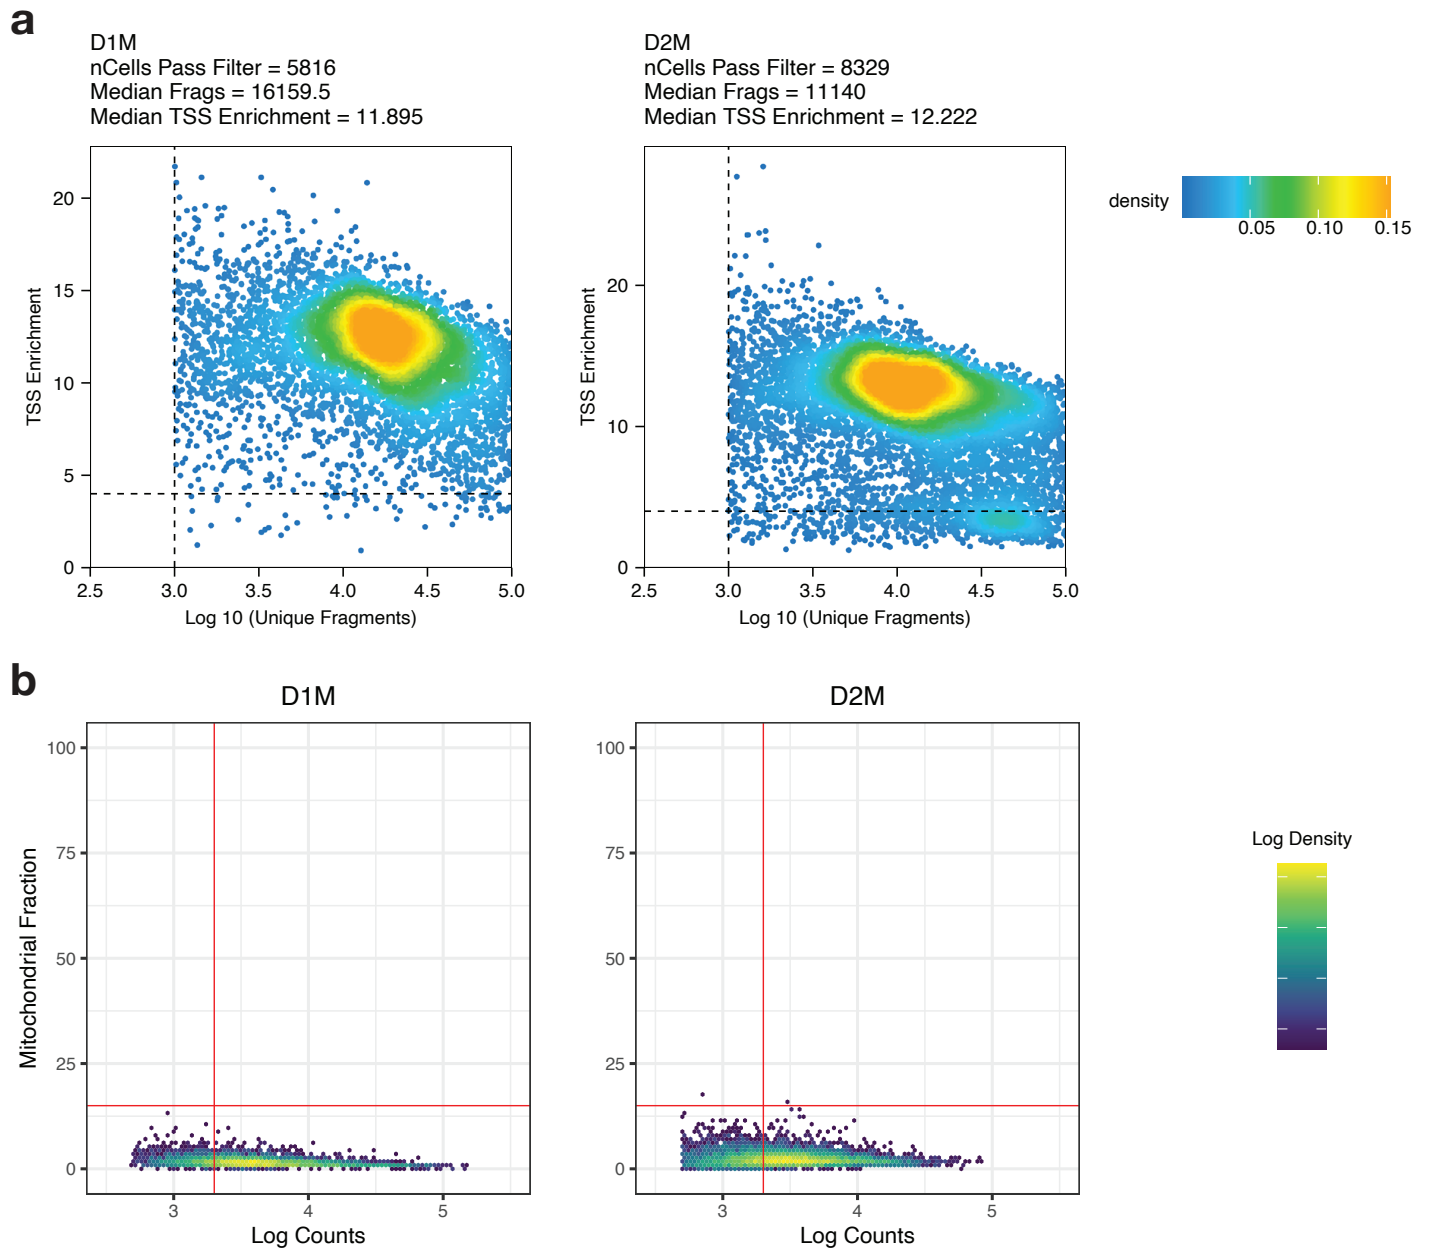 a
D1M
nCells Pass Filter = 5816
Median Frags = 16159.5
Median TSS Enrichment = 11.895
D2M
nCells Pass Filter = 8329
Median Frags = 11140
Median TSS Enrichment = 12.222
density
0.05 0.10 0.15
TSS Enrichment
20
15
10
5
0
2.5 3.0 3.5 4.0 4.5 5.0
Log 10 (Unique Fragments)
TSS Enrichment
20
10
0
2.5 3.0 3.5 4.0 4.5 5.0
Log 10 (Unique Fragments)
b
D1M
Mitochondrial Fraction
100
75
50
25
0
3 4 5
Log Counts
D2M
100
75
50
25
0
3 4 5
Log Counts
Log Density